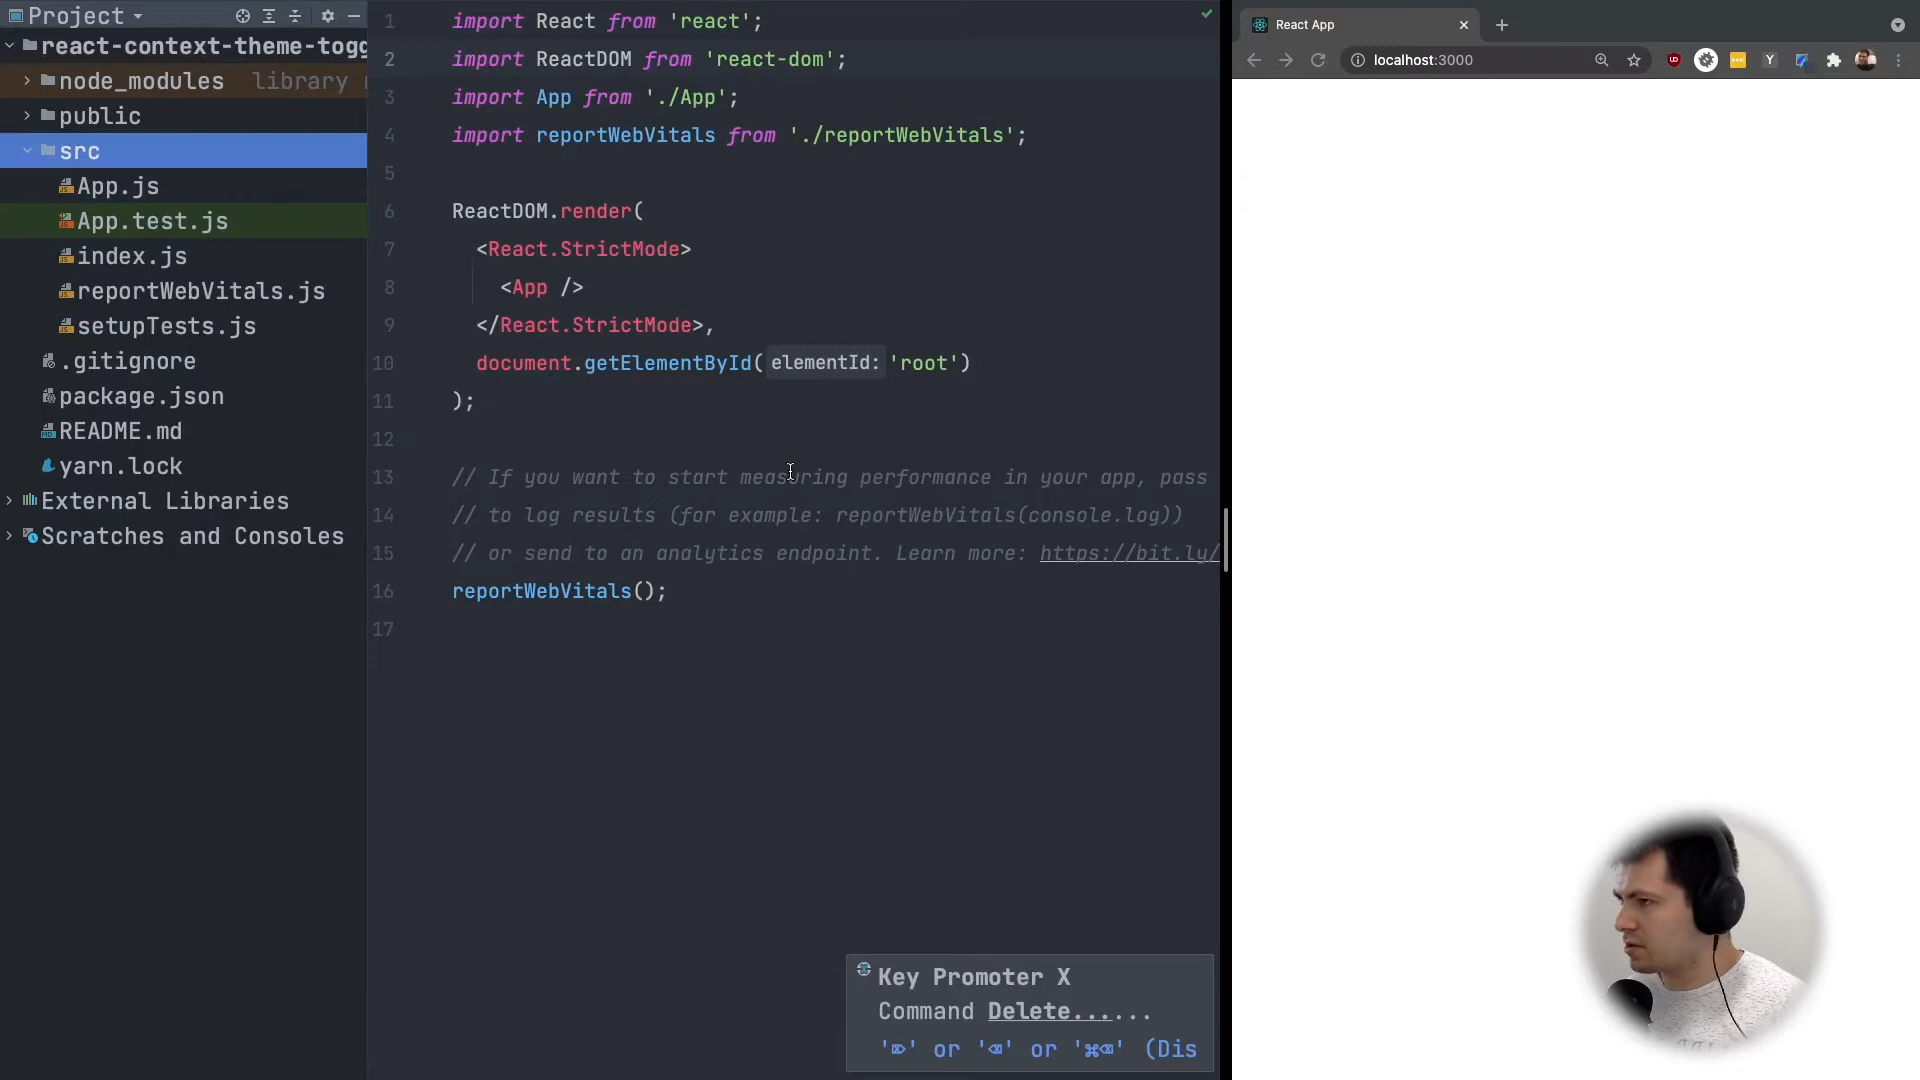 Project
react-context-theme-togg
node_modules library
public
src
App.js
App.test.js
index.js
reportWebVitals.js
setupTests.js
.gitignore
package.json
README.md
yarn.lock
External Libraries
Scratches and Consoles
1 import React from 'react';
2 import ReactDOM from 'react-dom';
3 import App from './App';
4 import reportWebVitals from './reportWebVitals';
5
6 ReactDOM.render(
7 <React.StrictMode>
8 <App />
9 </React.StrictMode>,
10 document.getElementById( elementId: 'root')
11 );
12
13 // If you want to start measuring performance in your app, pass
14 // to log results (for example: reportWebVitals(console.log))
15 // or send to an analytics endpoint. Learn more: https://bit.ly/
16 reportWebVitals();
17
Key Promoter X
Command Delete......
'⌦' or '⌫' or '⌘⌫' (Dis
React App
localhost:3000